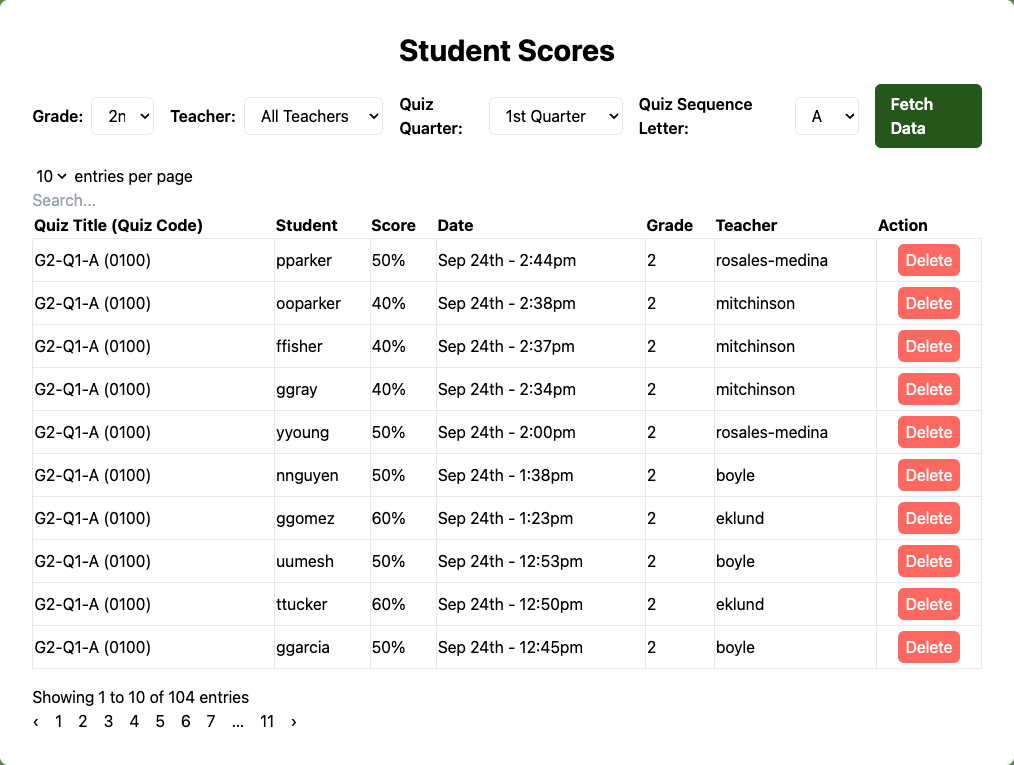 Student Scores
Grade: 2n Teacher: All Teachers Quiz Quarter: 1st Quarter Quiz Sequence Letter: A Fetch Data
10 entries per page
Search...
Quiz Title (Quiz Code) Student Score Date Grade Teacher Action
G2-Q1-A (0100) pparker 50% Sep 24th - 2:44pm 2 rosales-medina Delete
G2-Q1-A (0100) ooparker 40% Sep 24th - 2:38pm 2 mitchinson Delete
G2-Q1-A (0100) ffisher 40% Sep 24th - 2:37pm 2 mitchinson Delete
G2-Q1-A (0100) ggray 40% Sep 24th - 2:34pm 2 mitchinson Delete
G2-Q1-A (0100) yyoung 50% Sep 24th - 2:00pm 2 rosales-medina Delete
G2-Q1-A (0100) nnguyen 50% Sep 24th - 1:38pm 2 boyle Delete
G2-Q1-A (0100) ggomez 60% Sep 24th - 1:23pm 2 eklund Delete
G2-Q1-A (0100) uumesh 50% Sep 24th - 12:53pm 2 boyle Delete
G2-Q1-A (0100) ttucker 60% Sep 24th - 12:50pm 2 eklund Delete
G2-Q1-A (0100) ggarcia 50% Sep 24th - 12:45pm 2 boyle Delete
Showing 1 to 10 of 104 entries
‹ 1 2 3 4 5 6 7 ... 11 ›